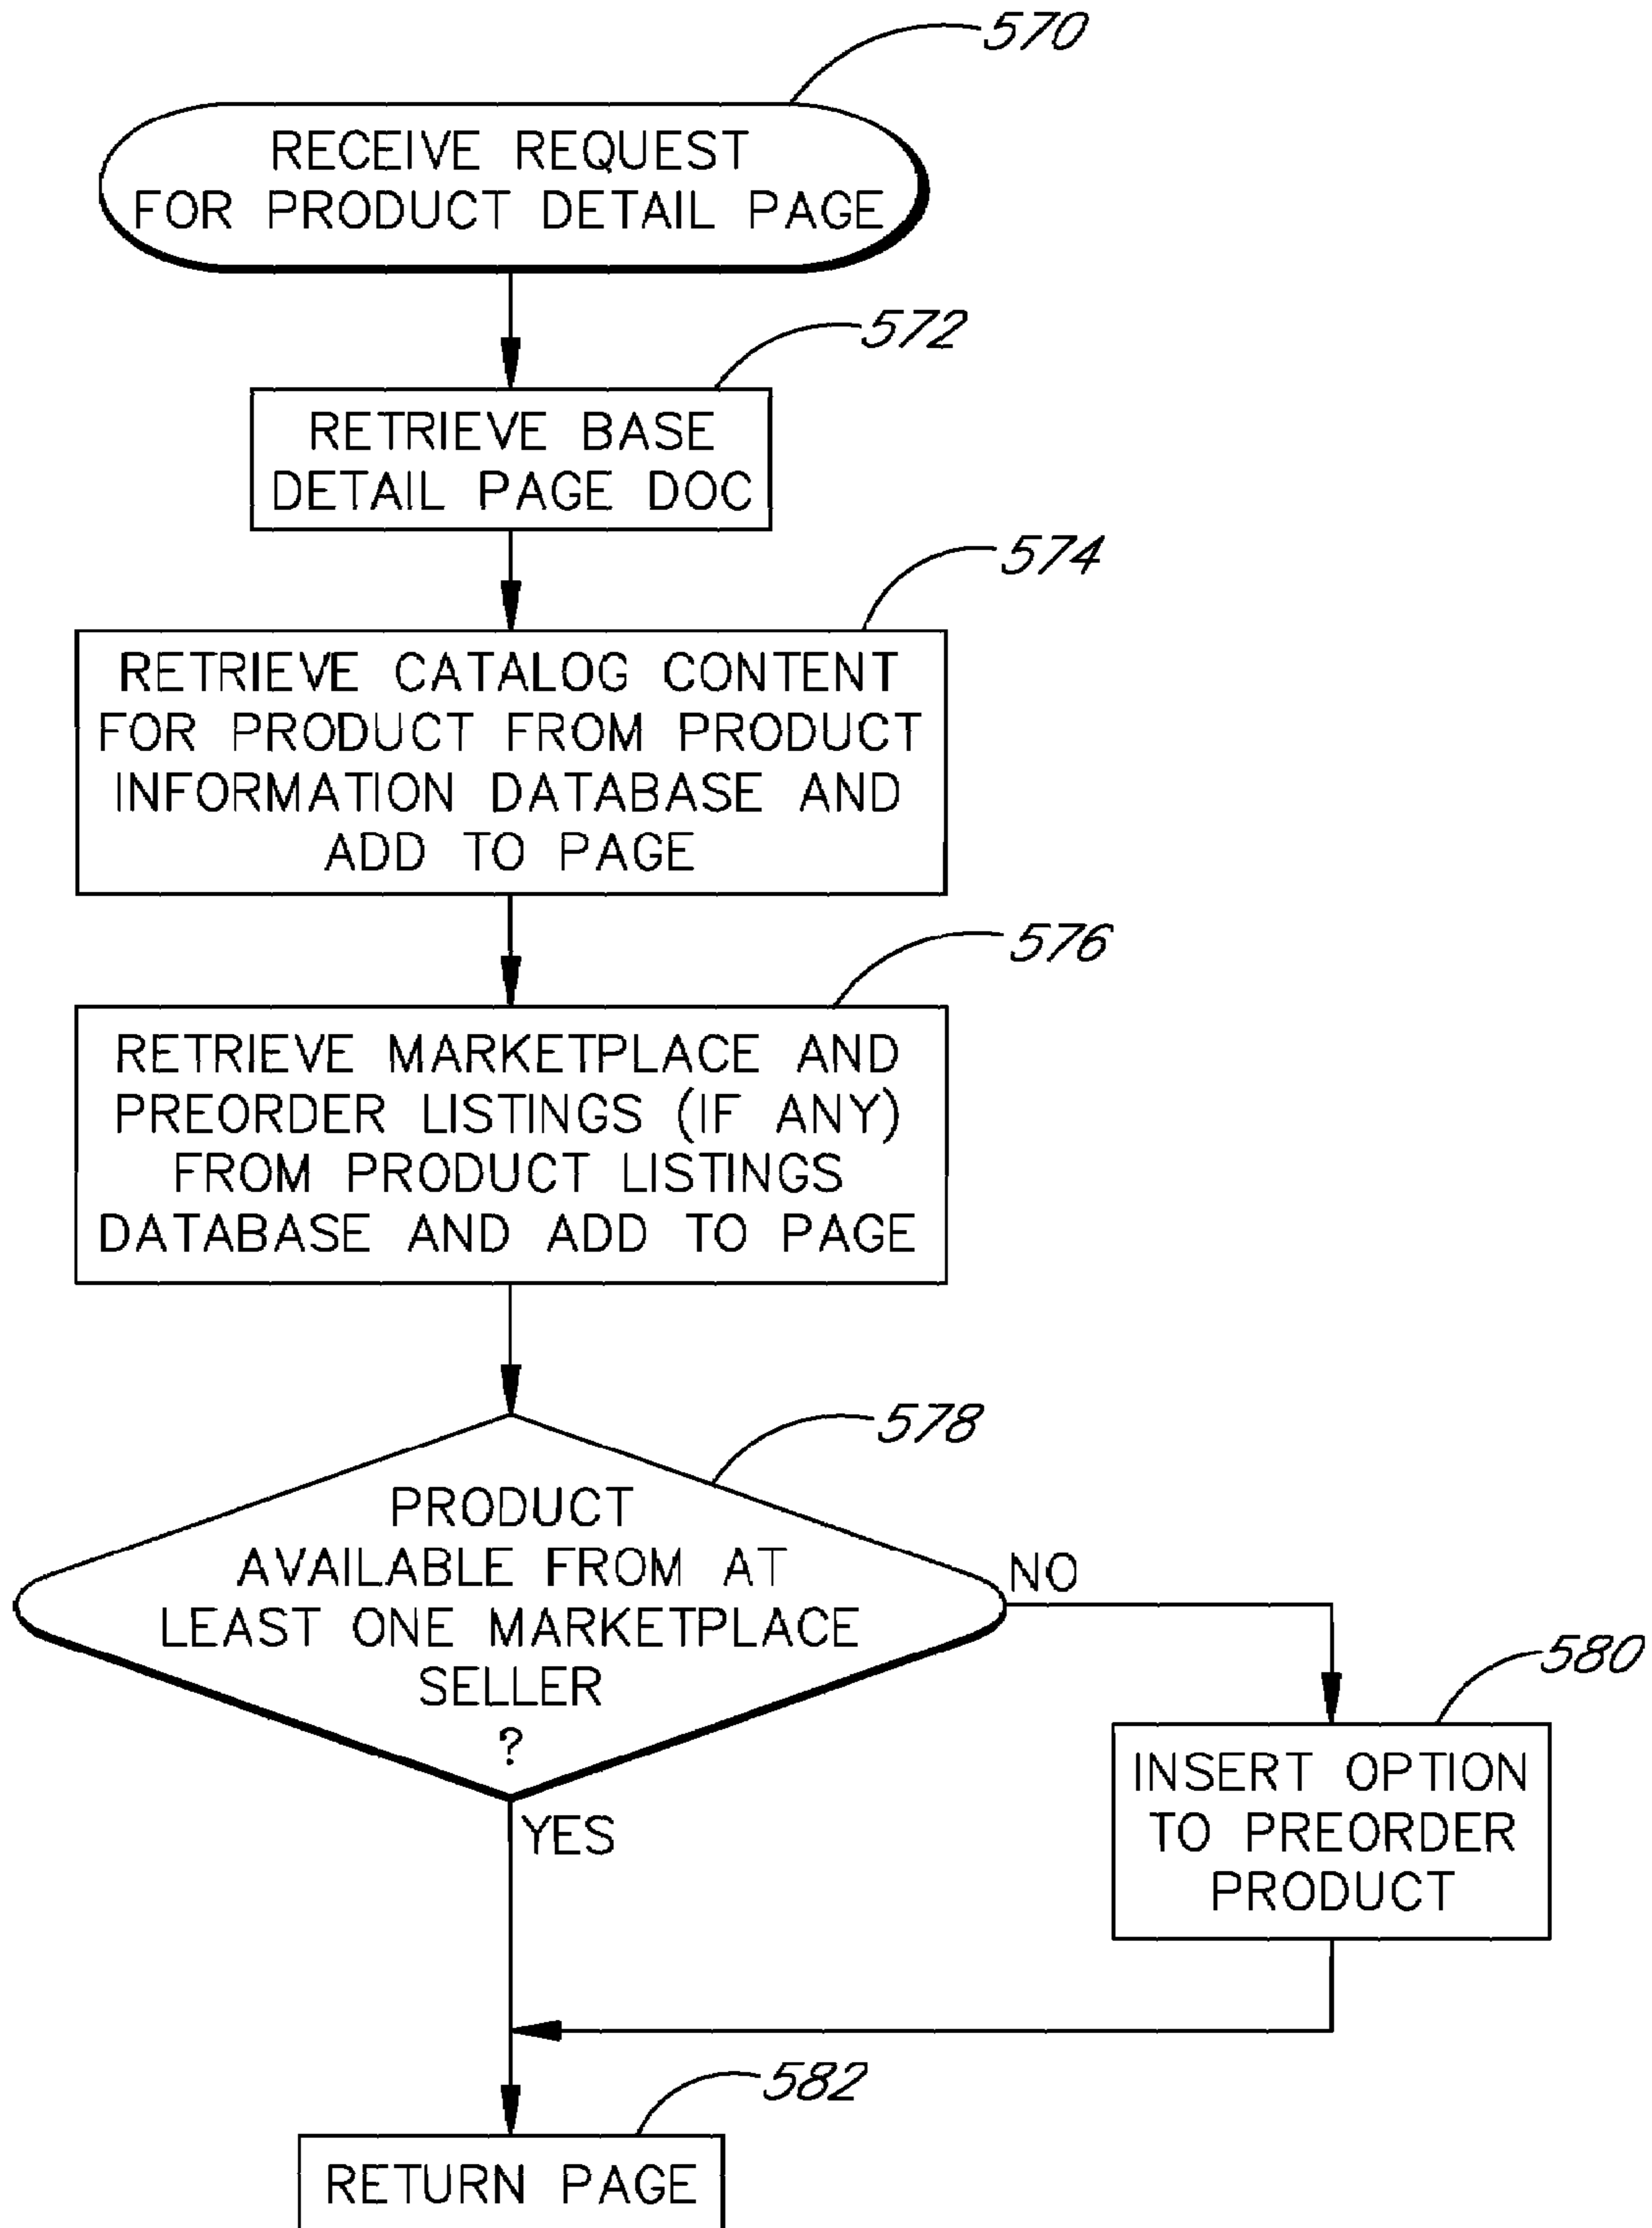 570
RECEIVE REQUEST
FOR PRODUCT DETAIL PAGE
572
RETRIEVE BASE
DETAIL PAGE DOC
574
RETRIEVE CATALOG CONTENT
FOR PRODUCT FROM PRODUCT
INFORMATION DATABASE AND
ADD TO PAGE
576
RETRIEVE MARKETPLACE AND
PREORDER LISTINGS (IF ANY)
FROM PRODUCT LISTINGS
DATABASE AND ADD TO PAGE
578
PRODUCT
AVAILABLE FROM AT
LEAST ONE MARKETPLACE
SELLER
?
NO
YES
580
INSERT OPTION
TO PREORDER
PRODUCT
582
RETURN PAGE